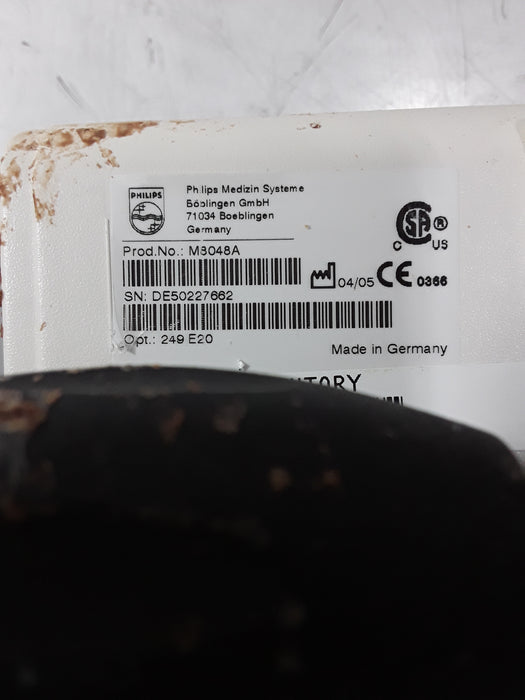 PHILIPS
Philips Medizin Systeme
Böblingen GmbH
71034 Boeblingen
Germany
C SA ® US
Prod.No.: M3048A
04/05 CE 0366
SN: DE50227662
Opt.: 249 E20
Made in Germany